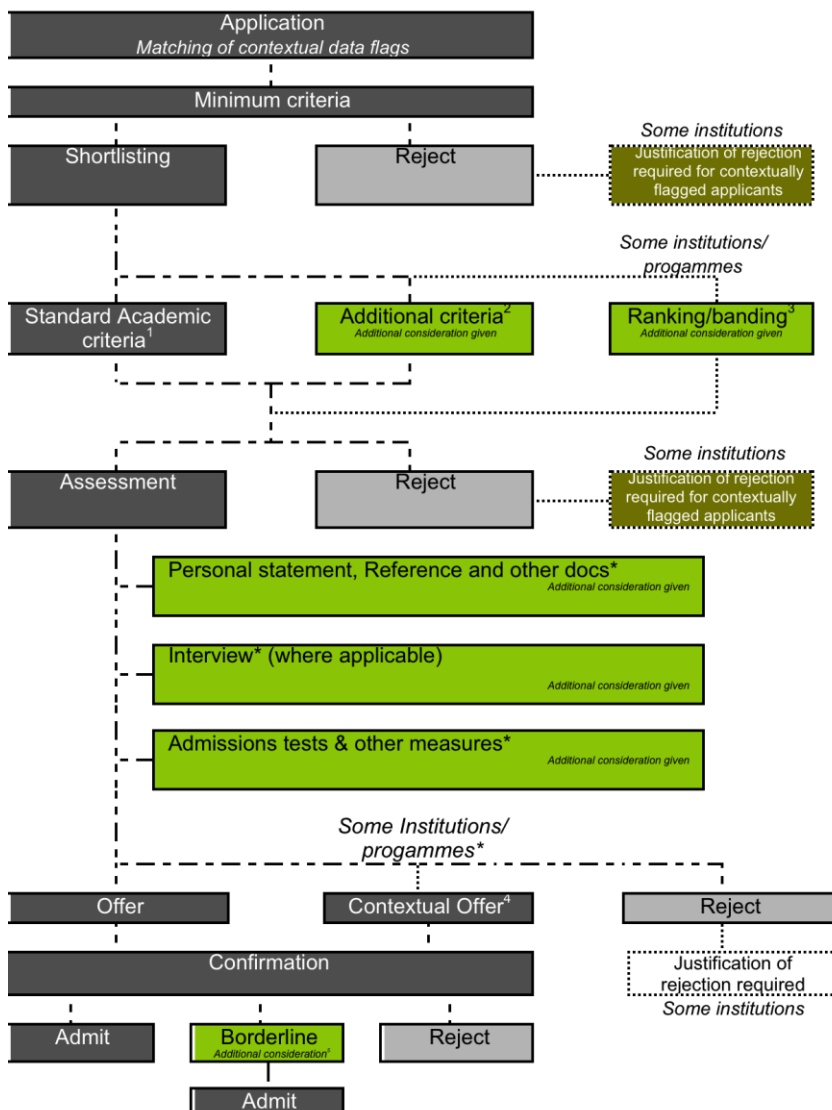 Application
Matching of contextual data flags
Minimum criteria
Some institutions
Shortlisting
Reject
Justification of rejection
required for contextually
flagged applicants
Some institutions/
progammes
Standard Academic
criteria1
Additional criteria2
Additional consideration given
Ranking/banding3
Additional consideration given
Some institutions
Assessment
Reject
Justification of rejection
required for contextually
flagged applicants
Personal statement, Reference and other docs*
Additional consideration given
Interview* (where applicable)
Additional consideration given
Admissions tests & other measures*
Additional consideration given
Some Institutions/
progammes*
Offer
Contextual Offer4
Reject
Confirmation
Justification of
rejection required
Some institutions
Admit
Borderline
Additional consideration5
Reject
Admit